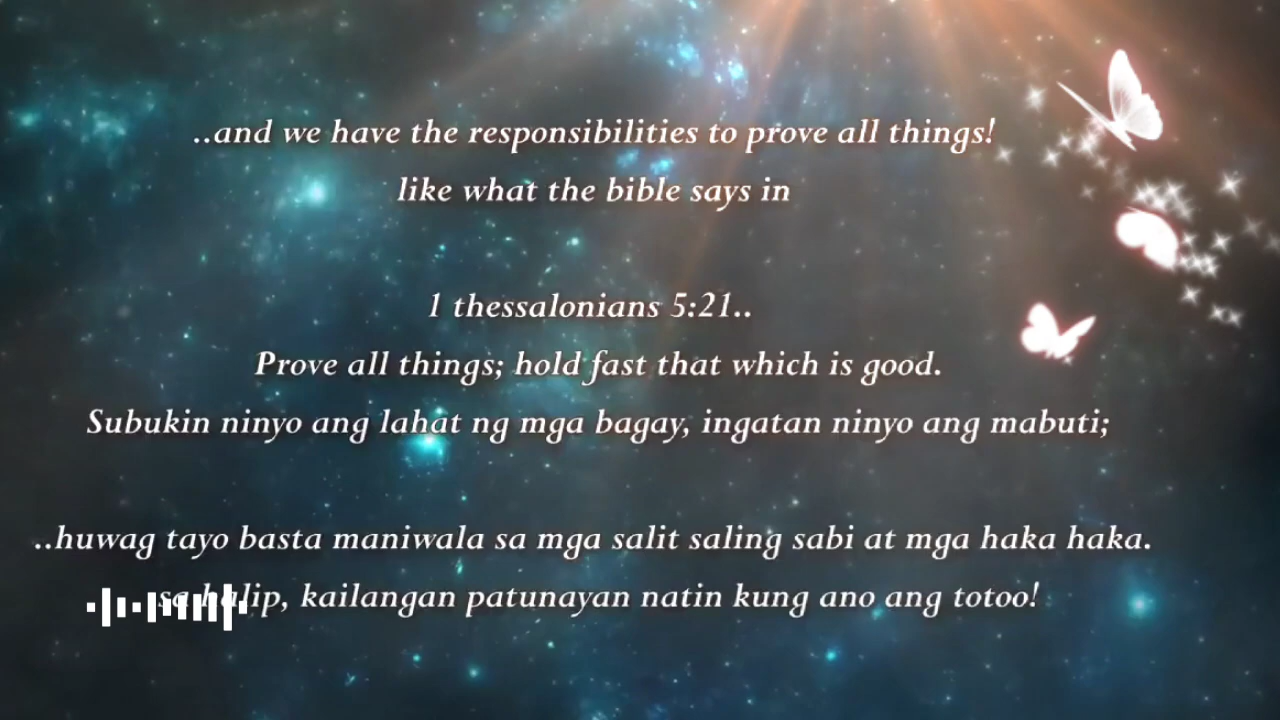 ..and we have the responsibilities to prove all things!
like what the bible says in
1 thessalonians 5:21..
Prove all things; hold fast that which is good.
Subukin ninyo ang lahat ng mga bagay, ingatan ninyo ang mabuti;
..huwag tayo basta maniwala sa mga salit saling sabi at mga haka haka.
sa halip, kailangan patunayan natin kung ano ang totoo!